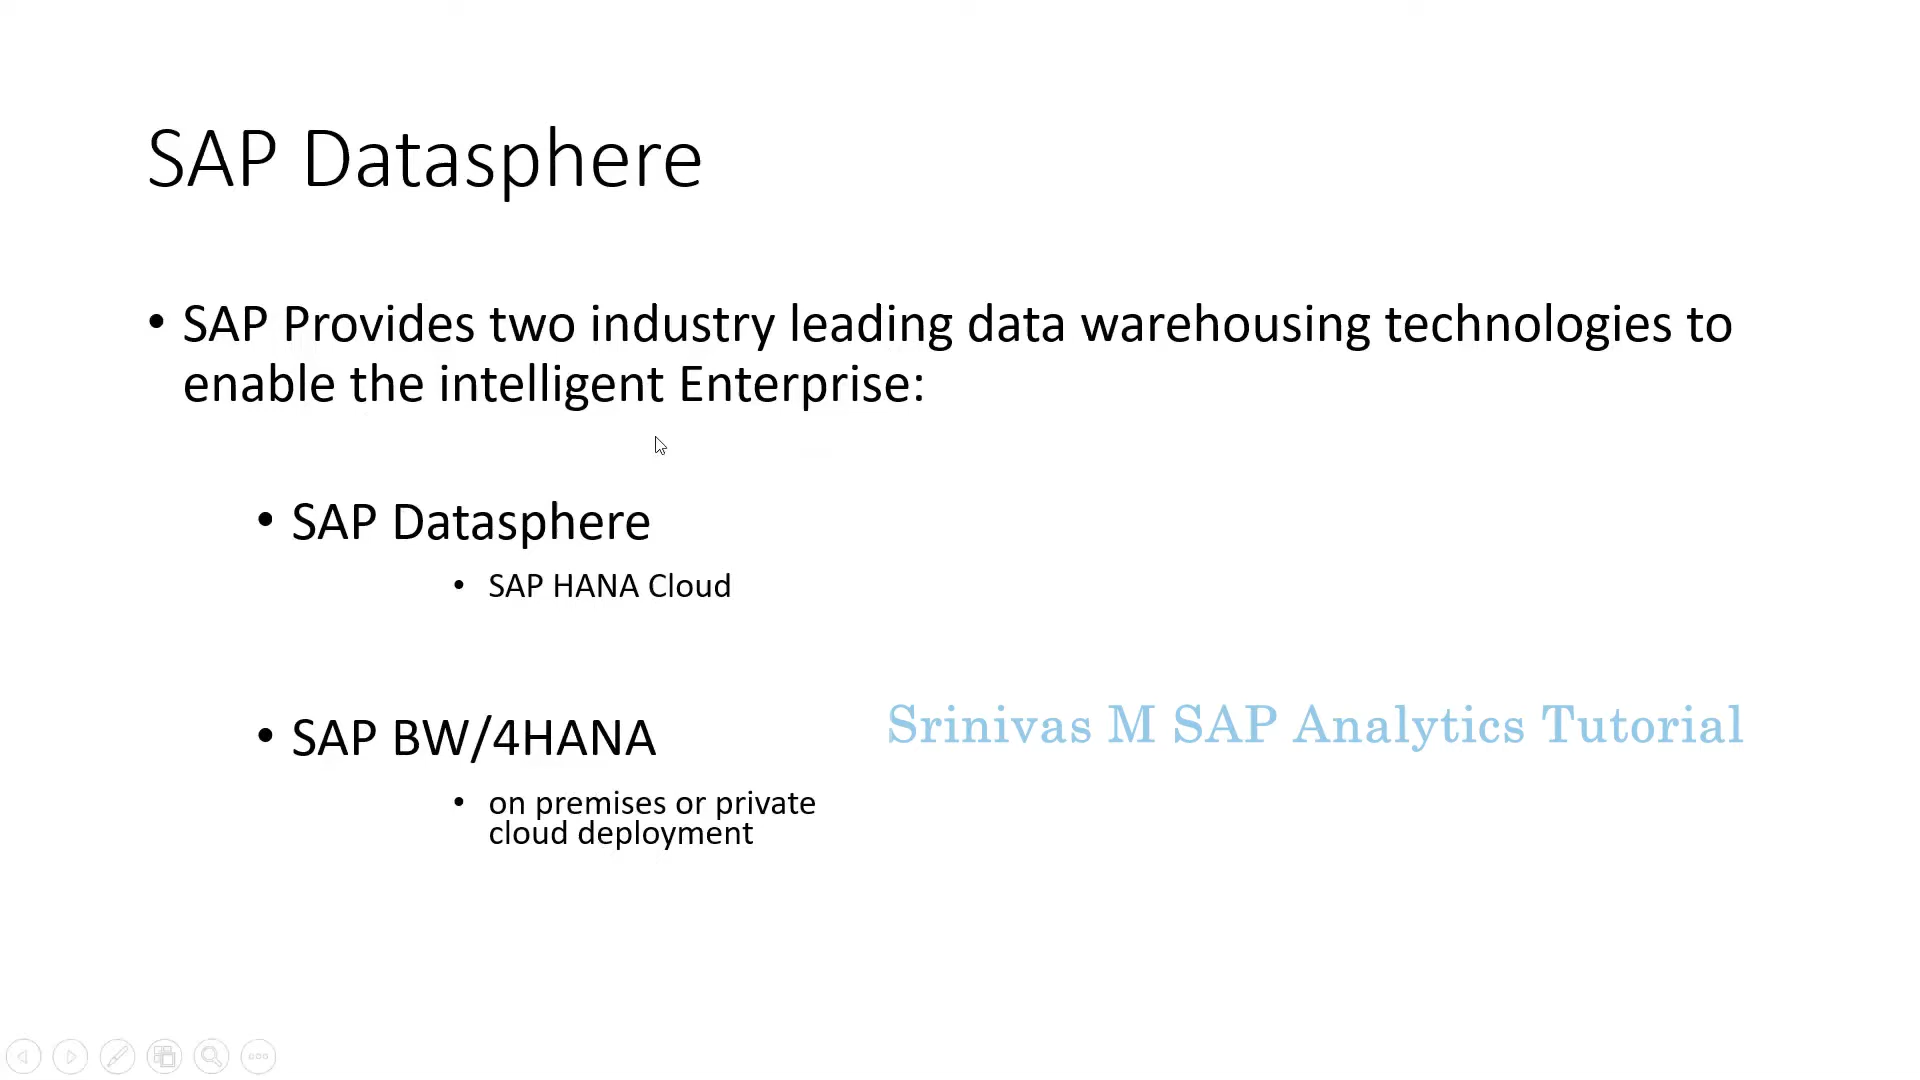 SAP Datasphere
• SAP Provides two industry leading data warehousing technologies to
enable the intelligent Enterprise:
• SAP Datasphere
• SAP HANA Cloud
• SAP BW/4HANA
Srinivas M SAP Analytics Tutorial
• on premises or private
cloud deployment